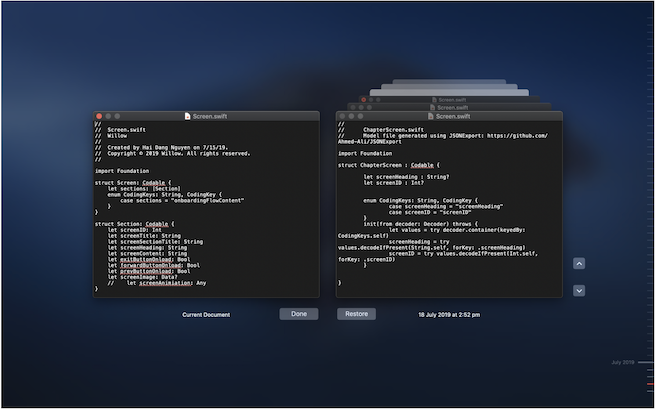 Screen.swift
//
//  Screen.swift
//  Willow
//
//  Created by Hai Dang Nguyen on 7/15/19.
//  Copyright © 2019 Willow. All rights reserved.
//
import Foundation
struct Screen: Codable {
    let sections: [Section]
    enum CodingKeys: String, CodingKey {
        case sections = "onboardingFlowContent"
    }
}
struct Section: Codable {
    let screenID: Int
    let screenTitle: String
    let screenSectionTitle: String
    let screenHeading: String
    let screenContent: String
    let exitButtonOnload: Bool
    let forwardButtonOnload: Bool
    let prevButtonOnload: Bool
    let screenImage: Data?
    //    let screenAnimiation: Any
}
Current Document
Done
Screen.swift
Screen.swift
Screen.swift
//
//      ChapterScreen.swift
//      Model file generated using JSONExport: https://github.com/
Ahmed-Ali/JSONExport
import Foundation
struct ChapterScreen : Codable {
        let screenHeading : String?
        let screenID : Int?
        enum CodingKeys: String, CodingKey {
                case screenHeading = "screenHeading"
                case screenID = "screenID"
        }
        init(from decoder: Decoder) throws {
                let values = try decoder.container(keyedBy:
CodingKeys.self)
                screenHeading = try
values.decodeIfPresent(String.self, forKey: .screenHeading)
                screenID = try values.decodeIfPresent(Int.self,
forKey: .screenID)
        }
}
Restore
18 July 2019 at 2:52 pm
July 2019